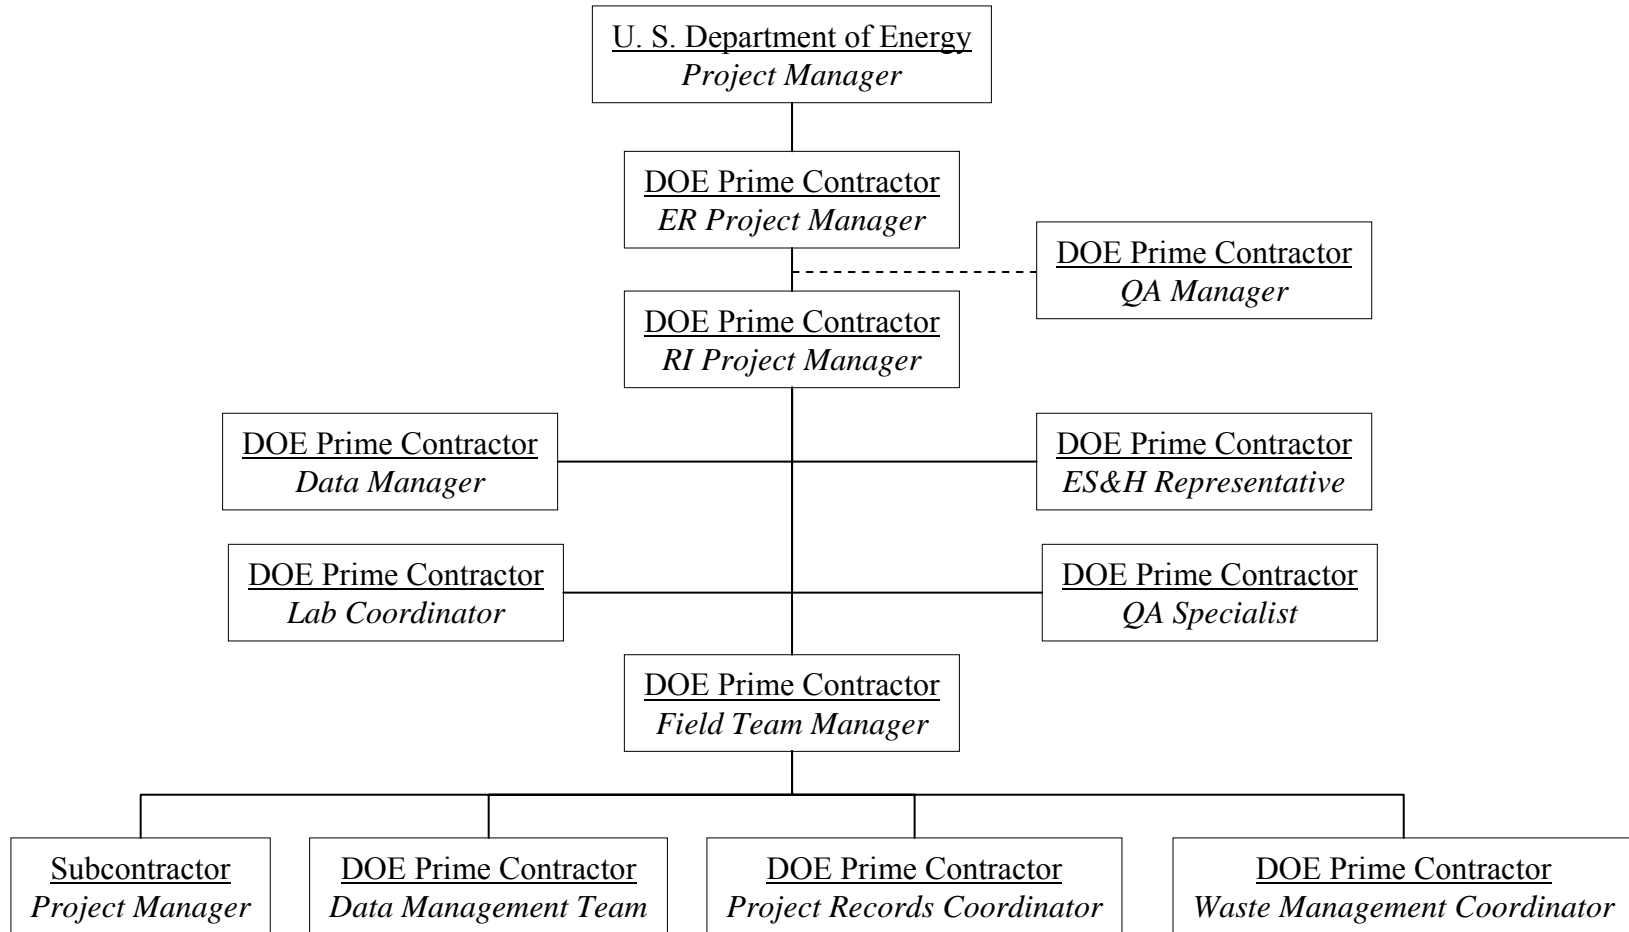 U. S. Department of Energy
Project Manager
DOE Prime Contractor
ER Project Manager
DOE Prime Contractor
QA Manager
DOE Prime Contractor
RI Project Manager
DOE Prime Contractor
Data Manager
DOE Prime Contractor
ES&H Representative
DOE Prime Contractor
Lab Coordinator
DOE Prime Contractor
QA Specialist
DOE Prime Contractor
Field Team Manager
Subcontractor
Project Manager
DOE Prime Contractor
Data Management Team
DOE Prime Contractor
Project Records Coordinator
DOE Prime Contractor
Waste Management Coordinator